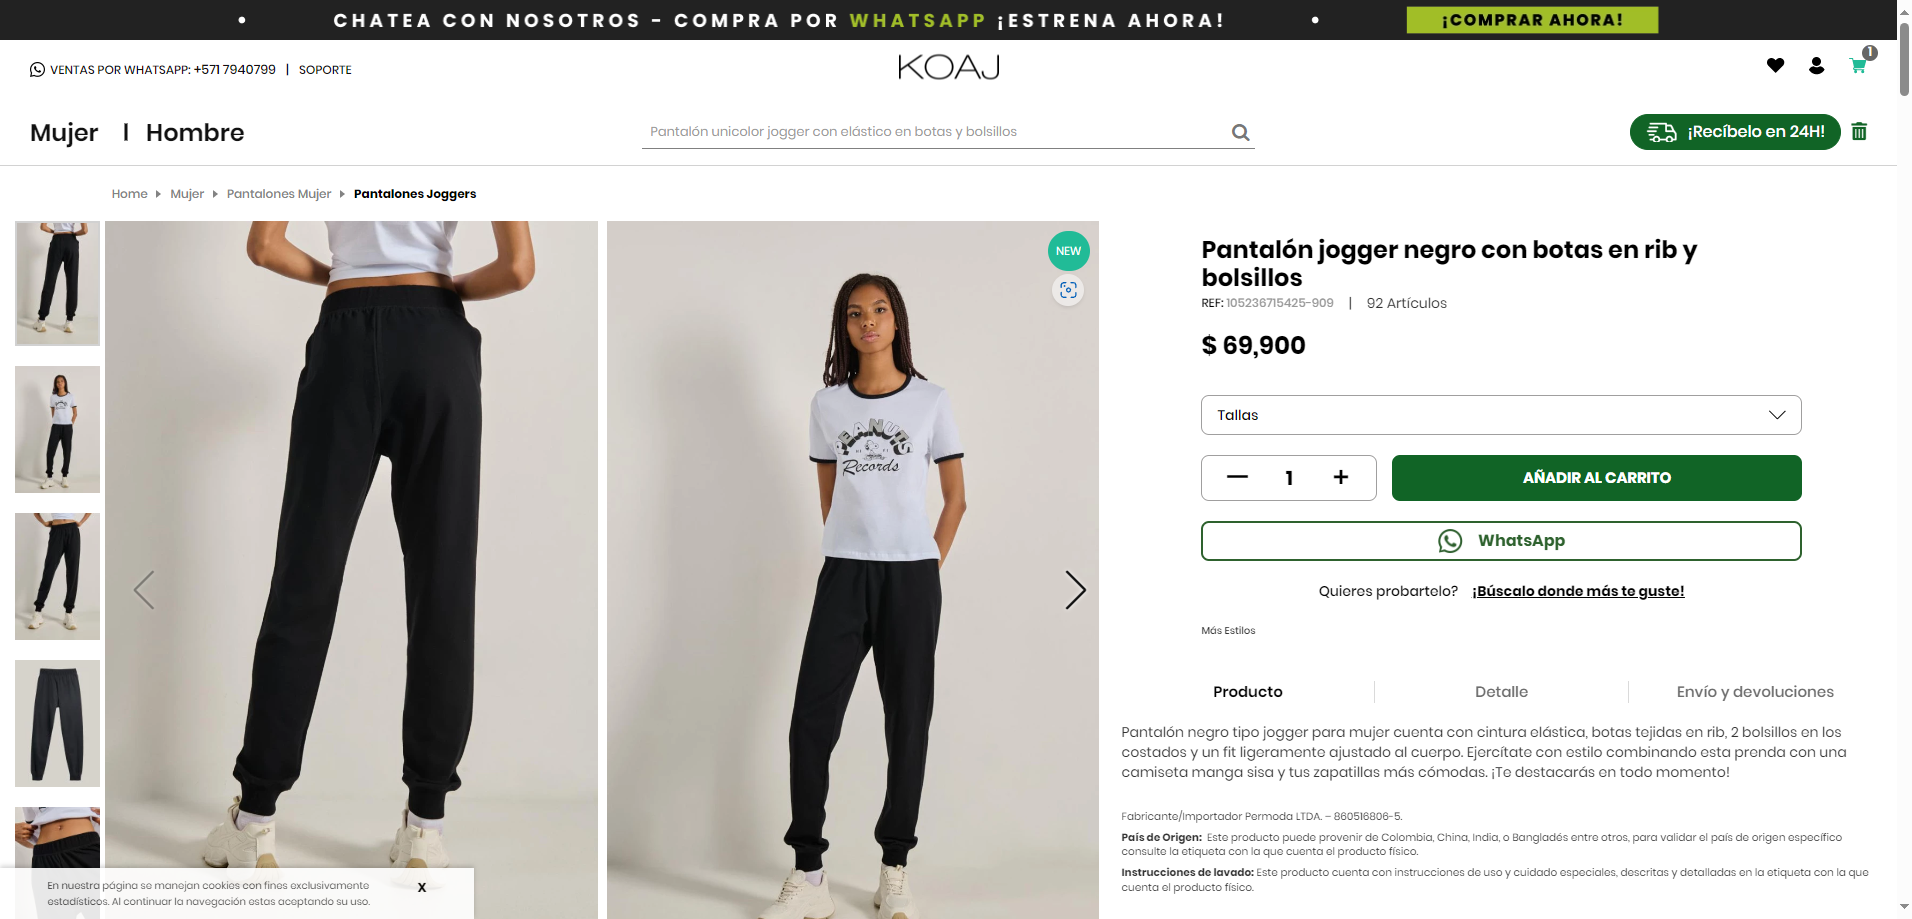 CHATEA CON NOSOTROS - COMPRA POR WHATSAPP ¡ESTRENA AHORA!
¡COMPRAR AHORA!
VENTAS POR WHATSAPP: +571 7940799 | SOPORTE
KOAJ
1
Mujer | Hombre
Pantalón unicolor jogger con elástico en botas y bolsillos
¡Recíbelo en 24H!
Home Mujer Pantalones Mujer Pantalones Joggers
NEW
PEANUTS
HI FI
Records
Pantalón jogger negro con botas en rib y
bolsillos
REF: 105236715425-909 | 92 Artículos
$ 69,900
Tallas
1
AÑADIR AL CARRITO
WhatsApp
Quieres probartelo? ¡Búscalo donde más te guste!
Más Estilos
Producto
Detalle
Envío y devoluciones
Pantalón negro tipo jogger para mujer cuenta con cintura elástica, botas tejidas en rib, 2 bolsillos en los
costados y un fit ligeramente ajustado al cuerpo. Ejercítate con estilo combinando esta prenda con una
camiseta manga sisa y tus zapatillas más cómodas. ¡Te destacarás en todo momento!
Fabricante/Importador Permoda LTDA. – 860516806-5.
País de Origen: Este producto puede provenir de Colombia, China, India, o Bangladés entre otros, para validar el país de origen específico
consulte la etiqueta con la que cuenta el producto físico.
Instrucciones de lavado: Este producto cuenta con instrucciones de uso y cuidado especiales, descritas y detalladas en la etiqueta con la que
cuenta el producto físico.
En nuestra página se manejan cookies con fines exclusivamente
estadísticos. Al continuar la navegación estas aceptando su uso.
X